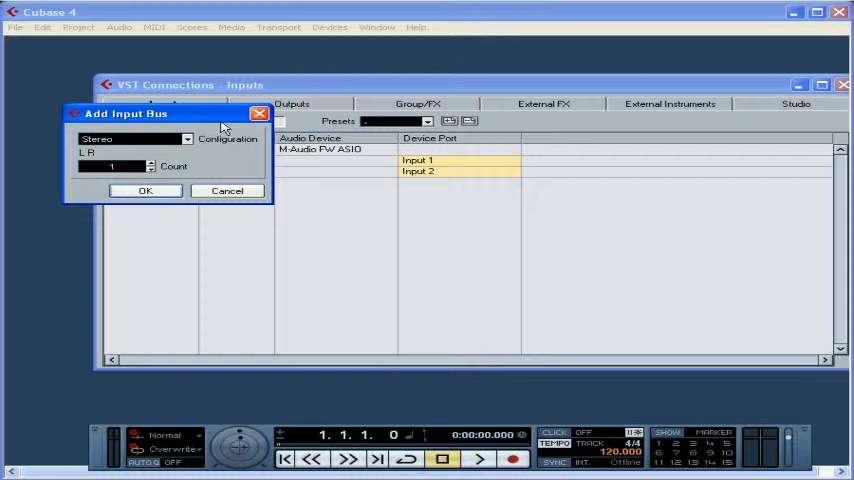 Cubase 4
File Edit Project Audio MIDI Scores Media Transport Devices Window Help
VST Connections - Inputs
Outputs Group/FX External FX External Instruments Studio
Add Input Bus
Presets -
Stereo Configuration
Audio Device Device Port
M-Audio FW ASIO
L R
Input 1
1 Count
Input 2
OK Cancel
Normal
Overwrite
AUTO Q OFF
1. 1. 1. 0
0:00:00.000
CLICK OFF
TEMPO TRACK 4/4
120.000
SYNC INT. Offline
SHOW MARKER
1 2 3 4 5
6 7 8 9 10
11 12 13 14 15